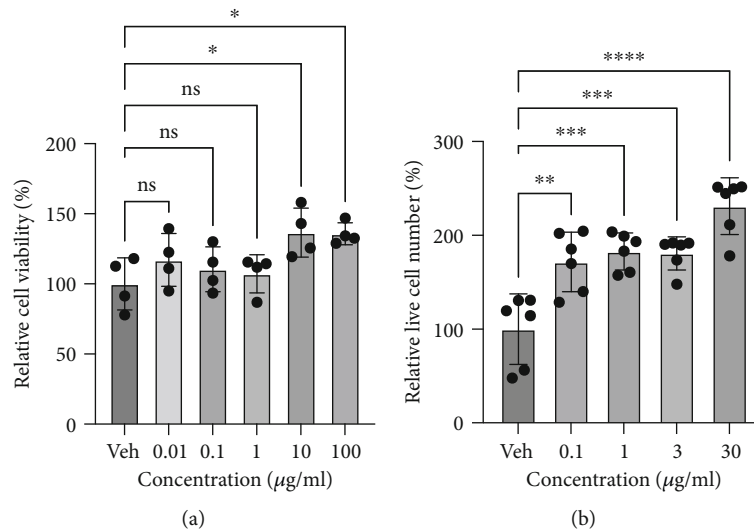 *
*
ns
ns
ns
200
150
100
50
0
Relative cell viability (%)
Veh 0.01 0.1 1 10 100
Concentration (μg/ml)
(a)
****
***
***
**
300
200
100
0
Relative live cell number (%)
Veh 0.1 1 3 30
Concentration (μg/ml)
(b)